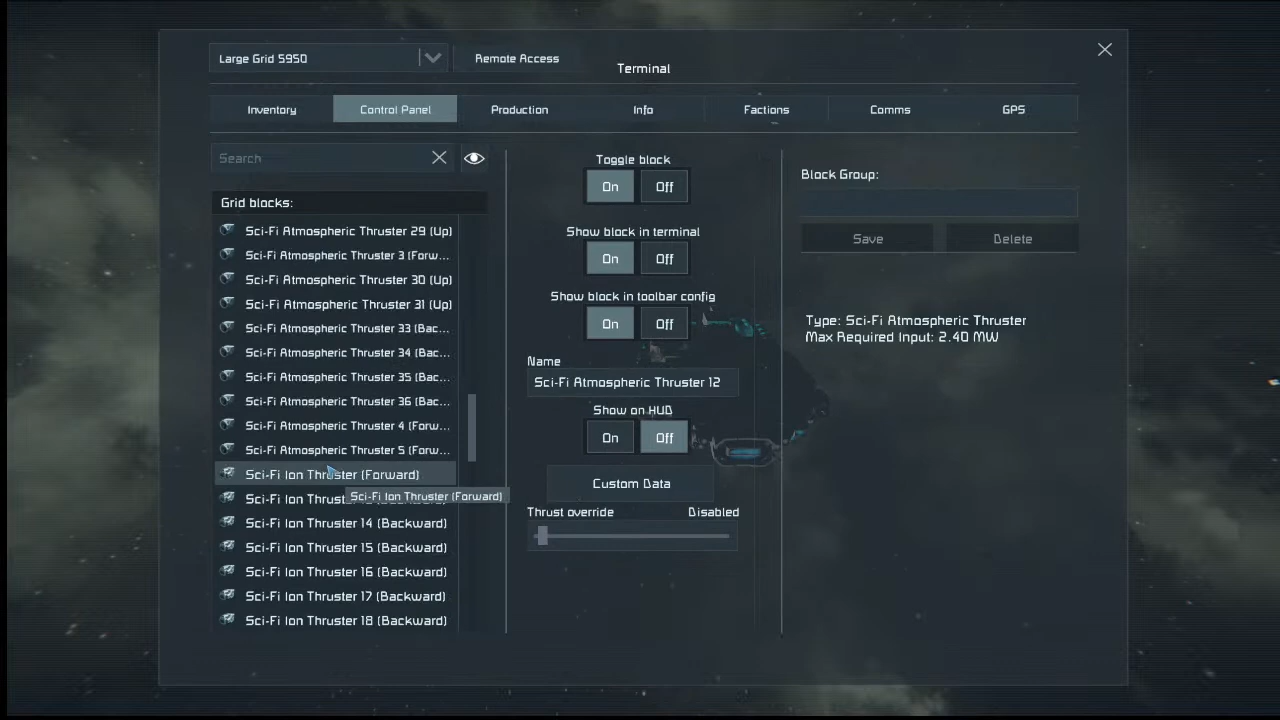 Large Grid 5950
Remote Access
Terminal
Inventory
Control Panel
Production
Info
Factions
Comms
GPS
Search
Grid blocks:
Sci-Fi Atmospheric Thruster 29 (Up)
Sci-Fi Atmospheric Thruster 3 (Forw...
Sci-Fi Atmospheric Thruster 30 (Up)
Sci-Fi Atmospheric Thruster 31 (Up)
Sci-Fi Atmospheric Thruster 33 (Bac...
Sci-Fi Atmospheric Thruster 34 (Bac...
Sci-Fi Atmospheric Thruster 35 (Bac...
Sci-Fi Atmospheric Thruster 36 (Bac...
Sci-Fi Atmospheric Thruster 4 (Forw...
Sci-Fi Atmospheric Thruster 5 (Forw...
Sci-Fi Ion Thruster (Forward)
Sci-Fi Ion Thruster (Forward)
Sci-Fi Ion
Sci-Fi Ion Thruster 14 (Backward)
Sci-Fi Ion Thruster 15 (Backward)
Sci-Fi Ion Thruster 16 (Backward)
Sci-Fi Ion Thruster 17 (Backward)
Sci-Fi Ion Thruster 18 (Backward)
Toggle block
On Off
Show block in terminal
On Off
Show block in toolbar config
On Off
Name
Sci-Fi Atmospheric Thruster 12
Show on HUD
On Off
Custom Data
Thrust override Disabled
Block Group:
Save
Delete
Type: Sci-Fi Atmospheric Thruster
Max Required Input: 2.40 MW